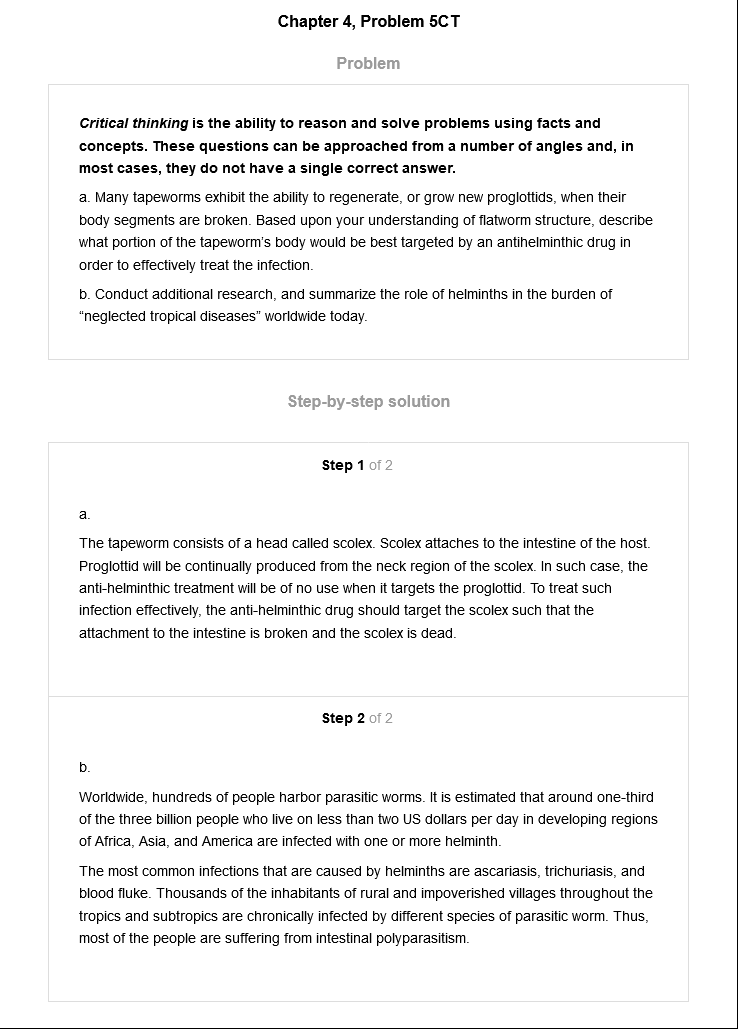 Chapter 4, Problem 5CT
Problem
Critical thinking is the ability to reason and solve problems using facts and
concepts. These questions can be approached from a number of angles and, in
most cases, they do not have a single correct answer.
a. Many tapeworms exhibit the ability to regenerate, or grow new proglottids, when their
body segments are broken. Based upon your understanding of flatworm structure, describe
what portion of the tapeworm's body would be best targeted by an antihelminthic drug in
order to effectively treat the infection.
b. Conduct additional research, and summarize the role of helminths in the burden of
“neglected tropical diseases” worldwide today.
Step-by-step solution
Step 1 of 2
a.
The tapeworm consists of a head called scolex. Scolex attaches to the intestine of the host.
Proglottid will be continually produced from the neck region of the scolex. In such case, the
anti-helminthic treatment will be of no use when it targets the proglottid. To treat such
infection effectively, the anti-helminthic drug should target the scolex such that the
attachment to the intestine is broken and the scolex is dead.
Step 2 of 2
b.
Worldwide, hundreds of people harbor parasitic worms. It is estimated that around one-third
of the three billion people who live on less than two US dollars per day in developing regions
of Africa, Asia, and America are infected with one or more helminth.
The most common infections that are caused by helminths are ascariasis, trichuriasis, and
blood fluke. Thousands of the inhabitants of rural and impoverished villages throughout the
tropics and subtropics are chronically infected by different species of parasitic worm. Thus,
most of the people are suffering from intestinal polyparasitism.